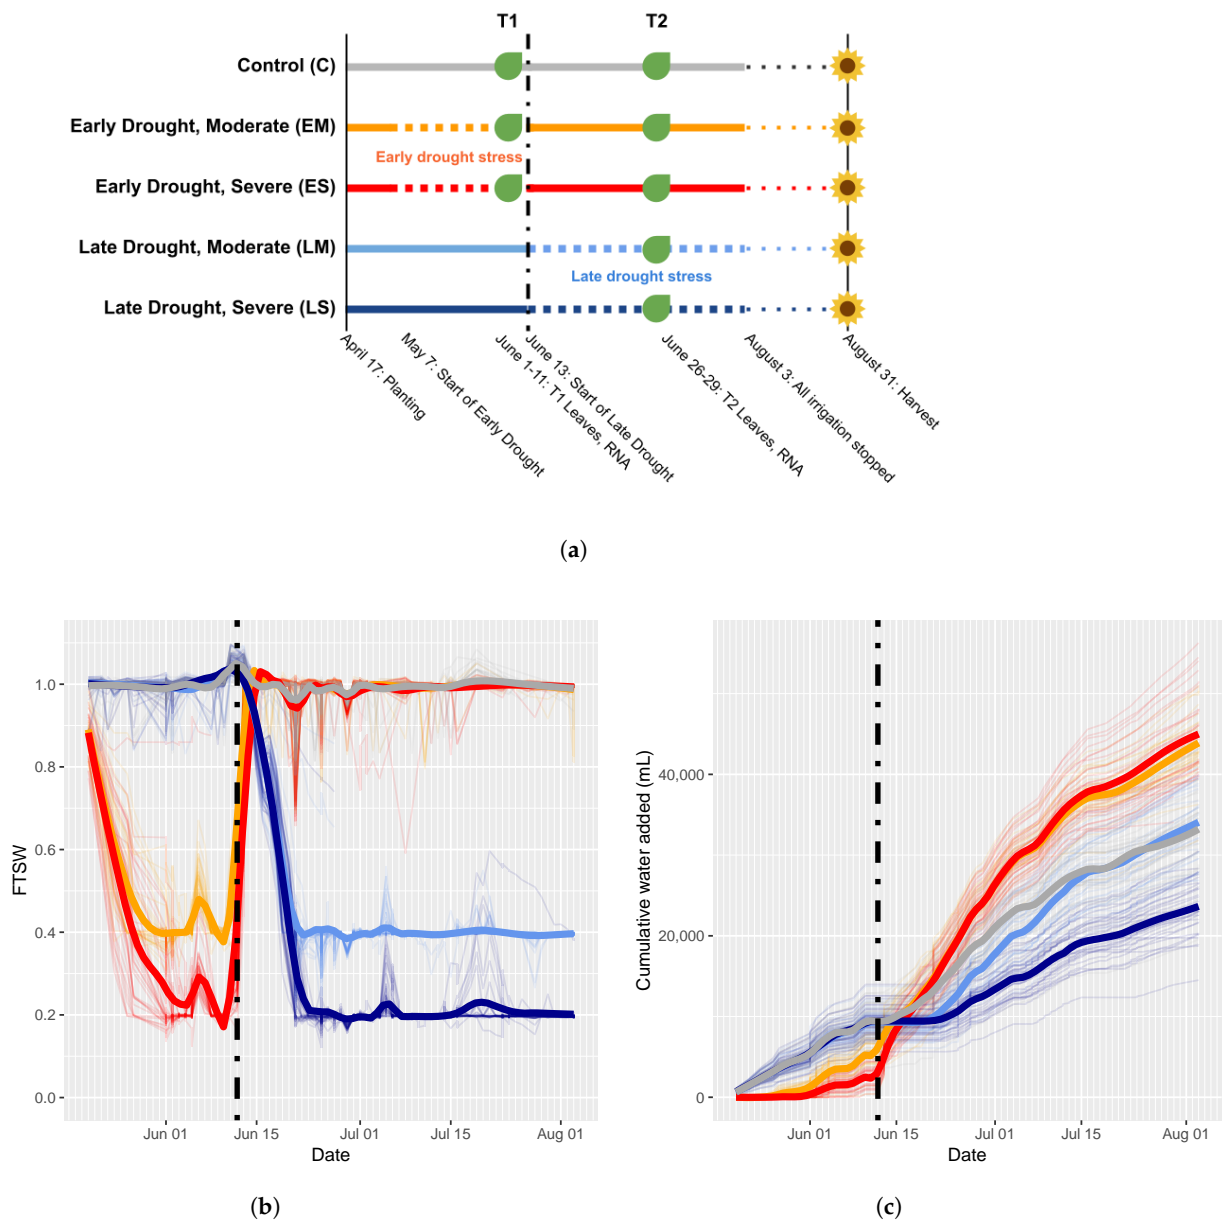 T1 T2
Control (C)
Early Drought, Moderate (EM)
Early drought stress
Early Drought, Severe (ES)
Late Drought, Moderate (LM)
Late drought stress
Late Drought, Severe (LS)
April 17: Planting
May 7: Start of Early Drought
June 1-11: T1 Leaves, RNA
June 13: Start of Late Drought
June 26-29: T2 Leaves, RNA
August 3: All irrigation stopped
August 31: Harvest
(a)
FTSW
1.0
0.8
0.6
0.4
0.2
0.0
Jun 01 Jun 15 Jul 01 Jul 15 Aug 01
Date
(b)
Cumulative water added (mL)
40,000
20,000
0
Jun 01 Jun 15 Jul 01 Jul 15 Aug 01
Date
(c)